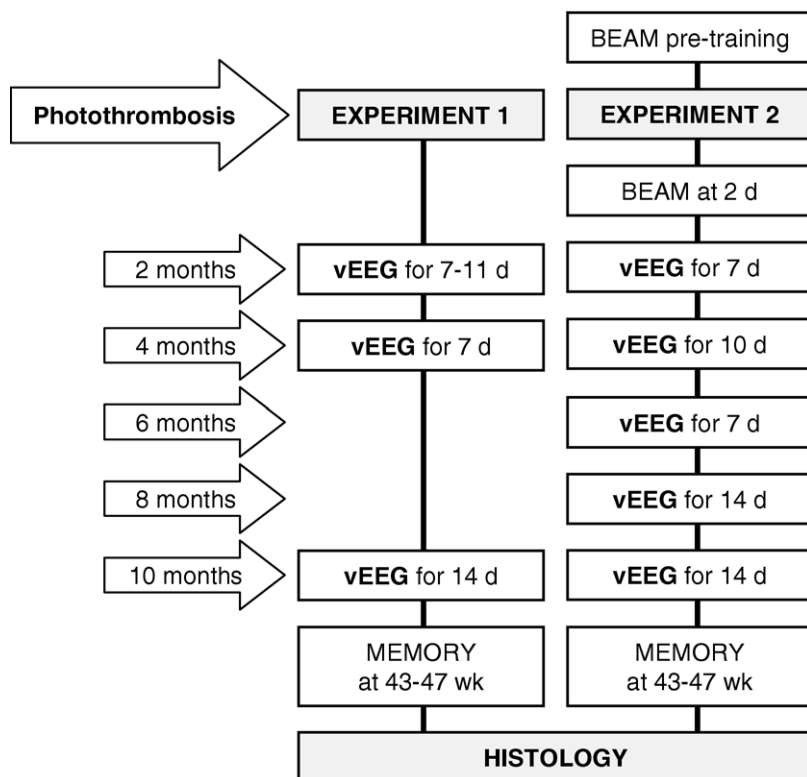 BEAM pre-training
Photothrombosis
EXPERIMENT 1
EXPERIMENT 2
BEAM at 2 d
2 months
vEEG for 7-11 d
vEEG for 7 d
4 months
vEEG for 7 d
vEEG for 10 d
6 months
vEEG for 7 d
8 months
vEEG for 14 d
10 months
vEEG for 14 d
vEEG for 14 d
MEMORY
at 43-47 wk
MEMORY
at 43-47 wk
HISTOLOGY